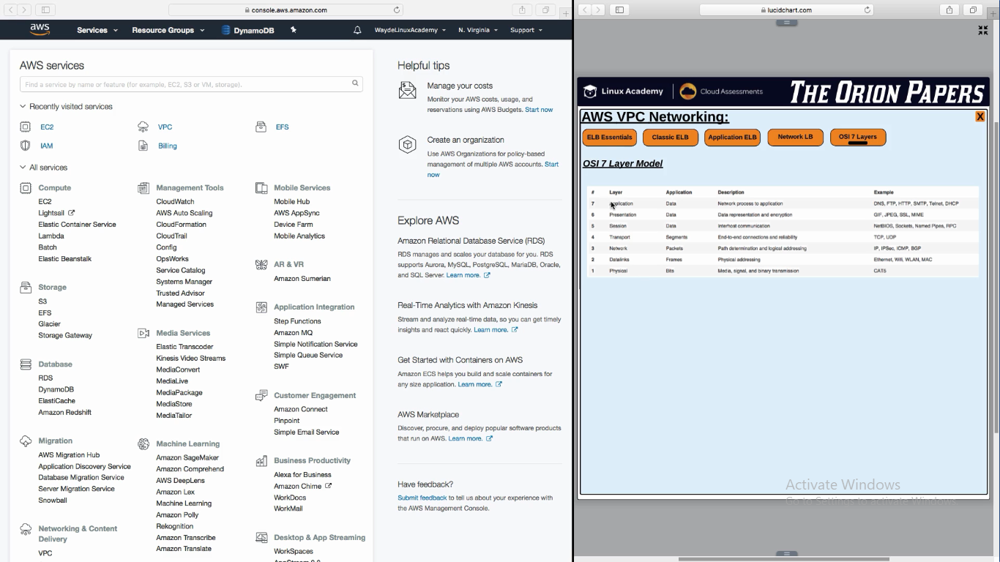 console.aws.amazon.com
aws
Services
Resource Groups
DynamoDB
WaydeLinuxAcademy
N. Virginia
Support
AWS services
Find a service by name or feature (for example, EC2, S3 or VM, storage).
Recently visited services
EC2
VPC
EFS
IAM
Billing
All services
Compute
EC2
Lightsail
Elastic Container Service
Lambda
Batch
Elastic Beanstalk
Storage
S3
EFS
Glacier
Storage Gateway
Database
RDS
DynamoDB
ElastiCache
Amazon Redshift
Migration
AWS Migration Hub
Application Discovery Service
Database Migration Service
Server Migration Service
Snowball
Networking & Content
Delivery
VPC
Management Tools
CloudWatch
AWS Auto Scaling
CloudFormation
CloudTrail
Config
OpsWorks
Service Catalog
Systems Manager
Trusted Advisor
Managed Services
Media Services
Elastic Transcoder
Kinesis Video Streams
MediaConvert
MediaLive
MediaPackage
MediaStore
MediaTailor
Machine Learning
Amazon SageMaker
Amazon Comprehend
AWS DeepLens
Amazon Lex
Machine Learning
Amazon Polly
Rekognition
Amazon Transcribe
Amazon Translate
Mobile Services
Mobile Hub
AWS AppSync
Device Farm
Mobile Analytics
AR & VR
Amazon Sumerian
Application Integration
Step Functions
Amazon MQ
Simple Notification Service
Simple Queue Service
SWF
Customer Engagement
Amazon Connect
Pinpoint
Simple Email Service
Business Productivity
Alexa for Business
Amazon Chime
WorkDocs
WorkMail
Desktop & App Streaming
WorkSpaces
AppStream 2.0
Helpful tips
Manage your costs
Monitor your AWS costs, usage, and
reservations using AWS Budgets. Start now
Create an organization
Use AWS Organizations for policy-based
management of multiple AWS accounts. Start
now
Explore AWS
Amazon Relational Database Service (RDS)
RDS manages and scales your database for you. RDS
supports Aurora, MySQL, PostgreSQL, MariaDB, Oracle,
and SQL Server. Learn more.
Real-Time Analytics with Amazon Kinesis
Stream and analyze real-time data, so you can get timely
insights and react quickly. Learn more.
Get Started with Containers on AWS
Amazon ECS helps you build and scale containers for
any size application. Learn more.
AWS Marketplace
Discover, procure, and deploy popular software products
that run on AWS. Learn more.
Have feedback?
Submit feedback to tell us about your experience with
the AWS Management Console.
lucidchart.com
Linux Academy
Cloud Assessments
THE ORION PAPERS
AWS VPC Networking:
X
ELB Essentials
Classic ELB
Application ELB
Network LB
OSI 7 Layers
OSI 7 Layer Model
# Layer Application Description Example
7 Application Data Network process to application DNS, FTP, HTTP, SMTP, Telnet, DHCP
6 Presentation Data Data representation and encryption GIF, JPEG, SSL, MIME
5 Session Data Interhost communication NetBIOS, Sockets, Named Pipes, RPC
4 Transport Segments End-to-end connections and reliability TCP, UDP
3 Network Packets Path determination and logical addressing IP, IPSec, ICMP, BGP
2 Datalinks Frames Physical addressing Ethernet, Wifi, WLAN, MAC
1 Physical Bits Media, signal, and binary transmission CAT5
Activate Windows
Go to Settings to activate Windows.